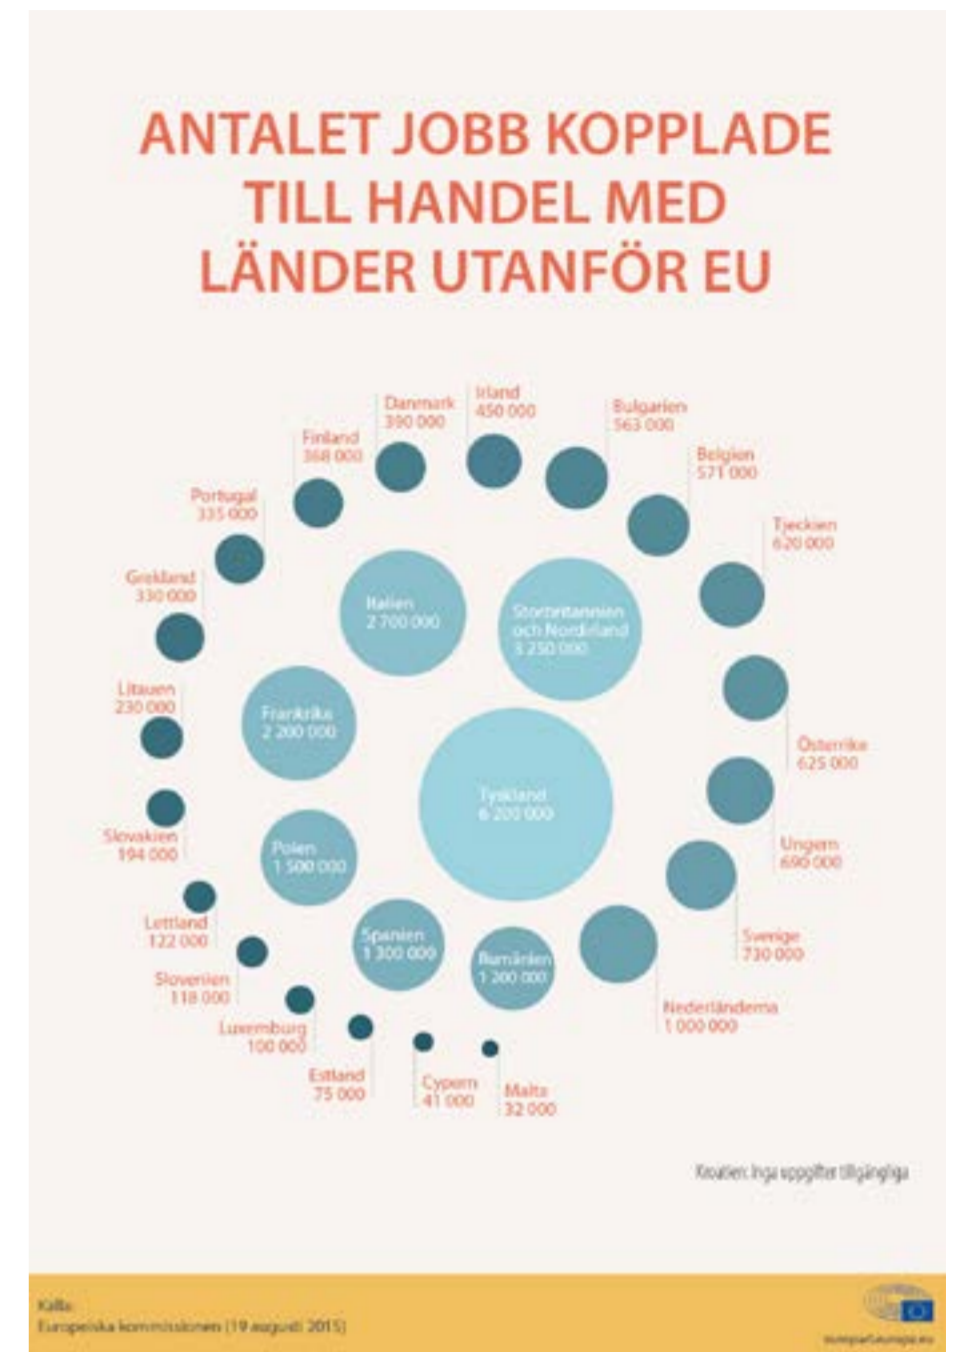 ANTALET JOBB KOPPLADE
TILL HANDEL MED
LÄNDER UTANFÖR EU
Irland
450 000
Danmark
390 000
Bulgarien
563 000
Finland
368 000
Belgien
571 000
Portugal
335 000
Tjeckien
620 000
Grekland
330 000
Italien
2 700 000
Storbritannien
och Nordirland
3 250 000
Litauen
230 000
Frankrike
2 200 000
Österrike
625 000
Tyskland
6 200 000
Slovakien
194 000
Polen
1 500 000
Ungern
690 000
Lettland
122 000
Spanien
1 300 000
Rumänien
1 200 000
Sverige
730 000
Slovenien
118 000
Nederländerna
1 000 000
Luxemburg
100 000
Estland
75 000
Cypern
41 000
Malta
32 000
Kroatien: Inga uppgifter tillgängliga
Källa:
Europeiska kommissionen (19 augusti 2015)
europarl.europa.eu